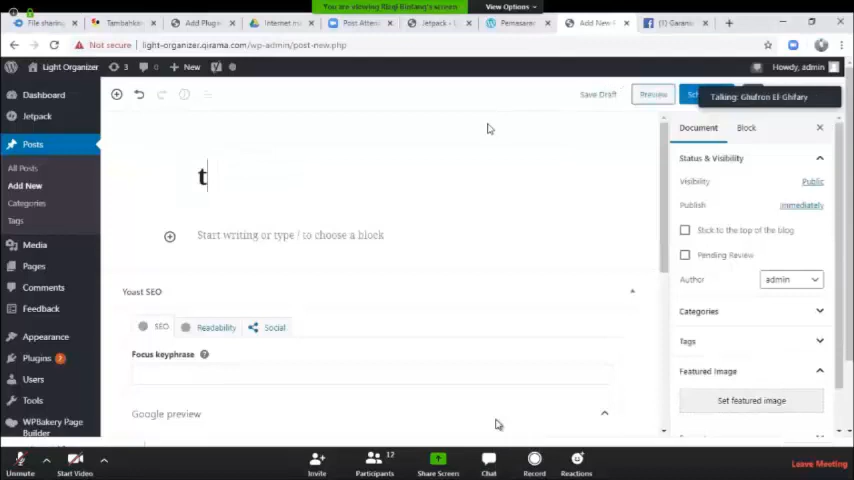 You are viewing Rizqi Bintang's screen View Options
File sharing
Tambahkan
Add Plug
Internet m
Post Atten
Jetpack ‹ L
Pemasare
Add New
Garani
light-organizer.qirama.com/wp-admin/post-new.php
Light Organizer 3 0 + New Howdy, admin
Dashboard
Jetpack
Posts
All Posts
Add New
Categories
Tags
Media
Pages
Comments
Feedback
Appearance
Plugins 2
Users
Tools
WPBakery Page
Builder
Save Draft Preview
Talking: Ghufron El-Ghifary
t
Start writing or type / to choose a block
Yoast SEO
SEO Readability Social
Focus keyphrase
Google preview
Document Block
Status & Visibility
Visibility Public
Publish Immediately
Stick to the top of the blog
Pending Review
Author admin
Categories
Tags
Featured Image
Set featured image
Unmute Start Video Invite Participants 12 Share Screen Chat Record Reactions Leave Meeting